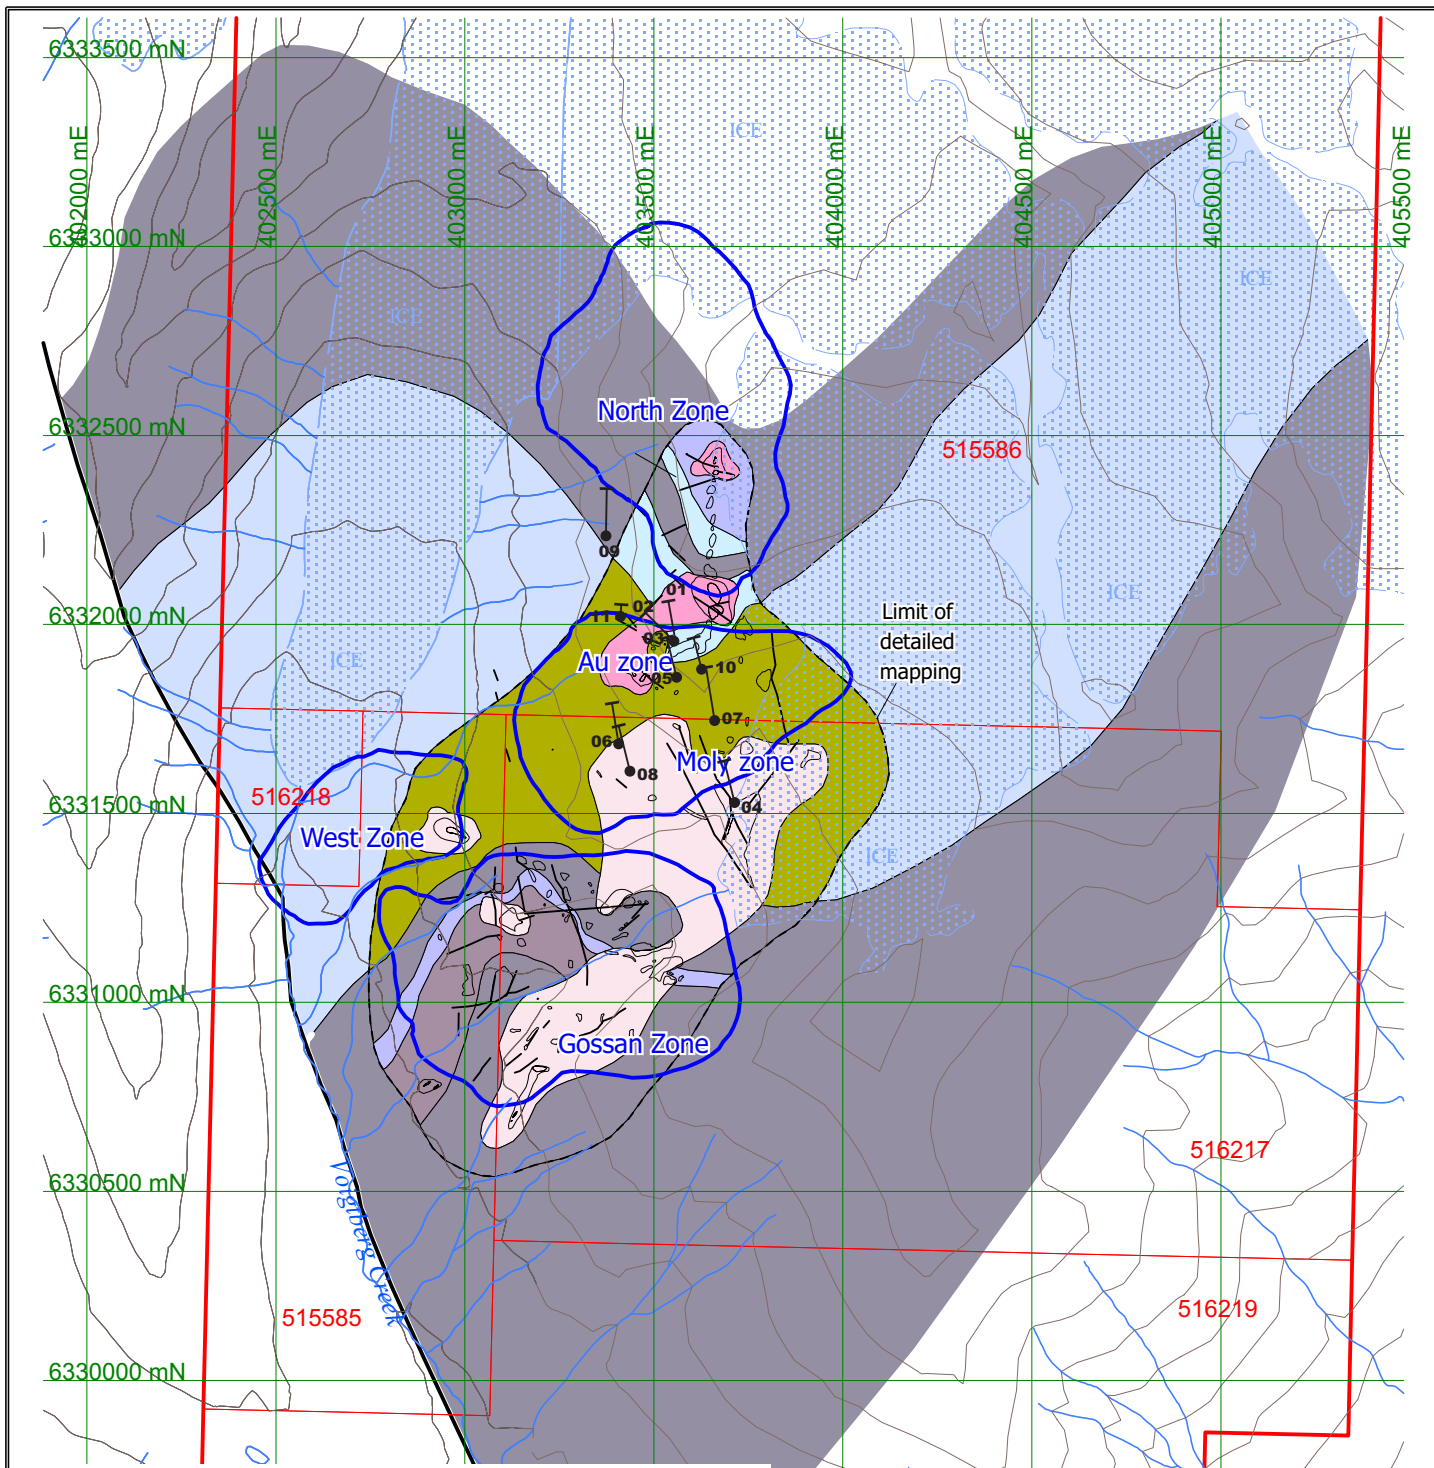 6333500 mN
ICE
402000 mE
402500 mE
403000 mE
403500 mE
404000 mE
404500 mE
405000 mE
405500 mE
6333000 mN
ICE
ICE
North Zone
6332500 mN
515586
09
01
02
11
ICE
6332000 mN
Limit of
detailed
mapping
03
Au zone
ICE
10
05
07
06
Moly zone
08
516218
04
6331500 mN
West Zone
ICE
6331000 mN
Gossan Zone
516217
6330500 mN
Voigtberg Creek
515585
516219
6330000 mN